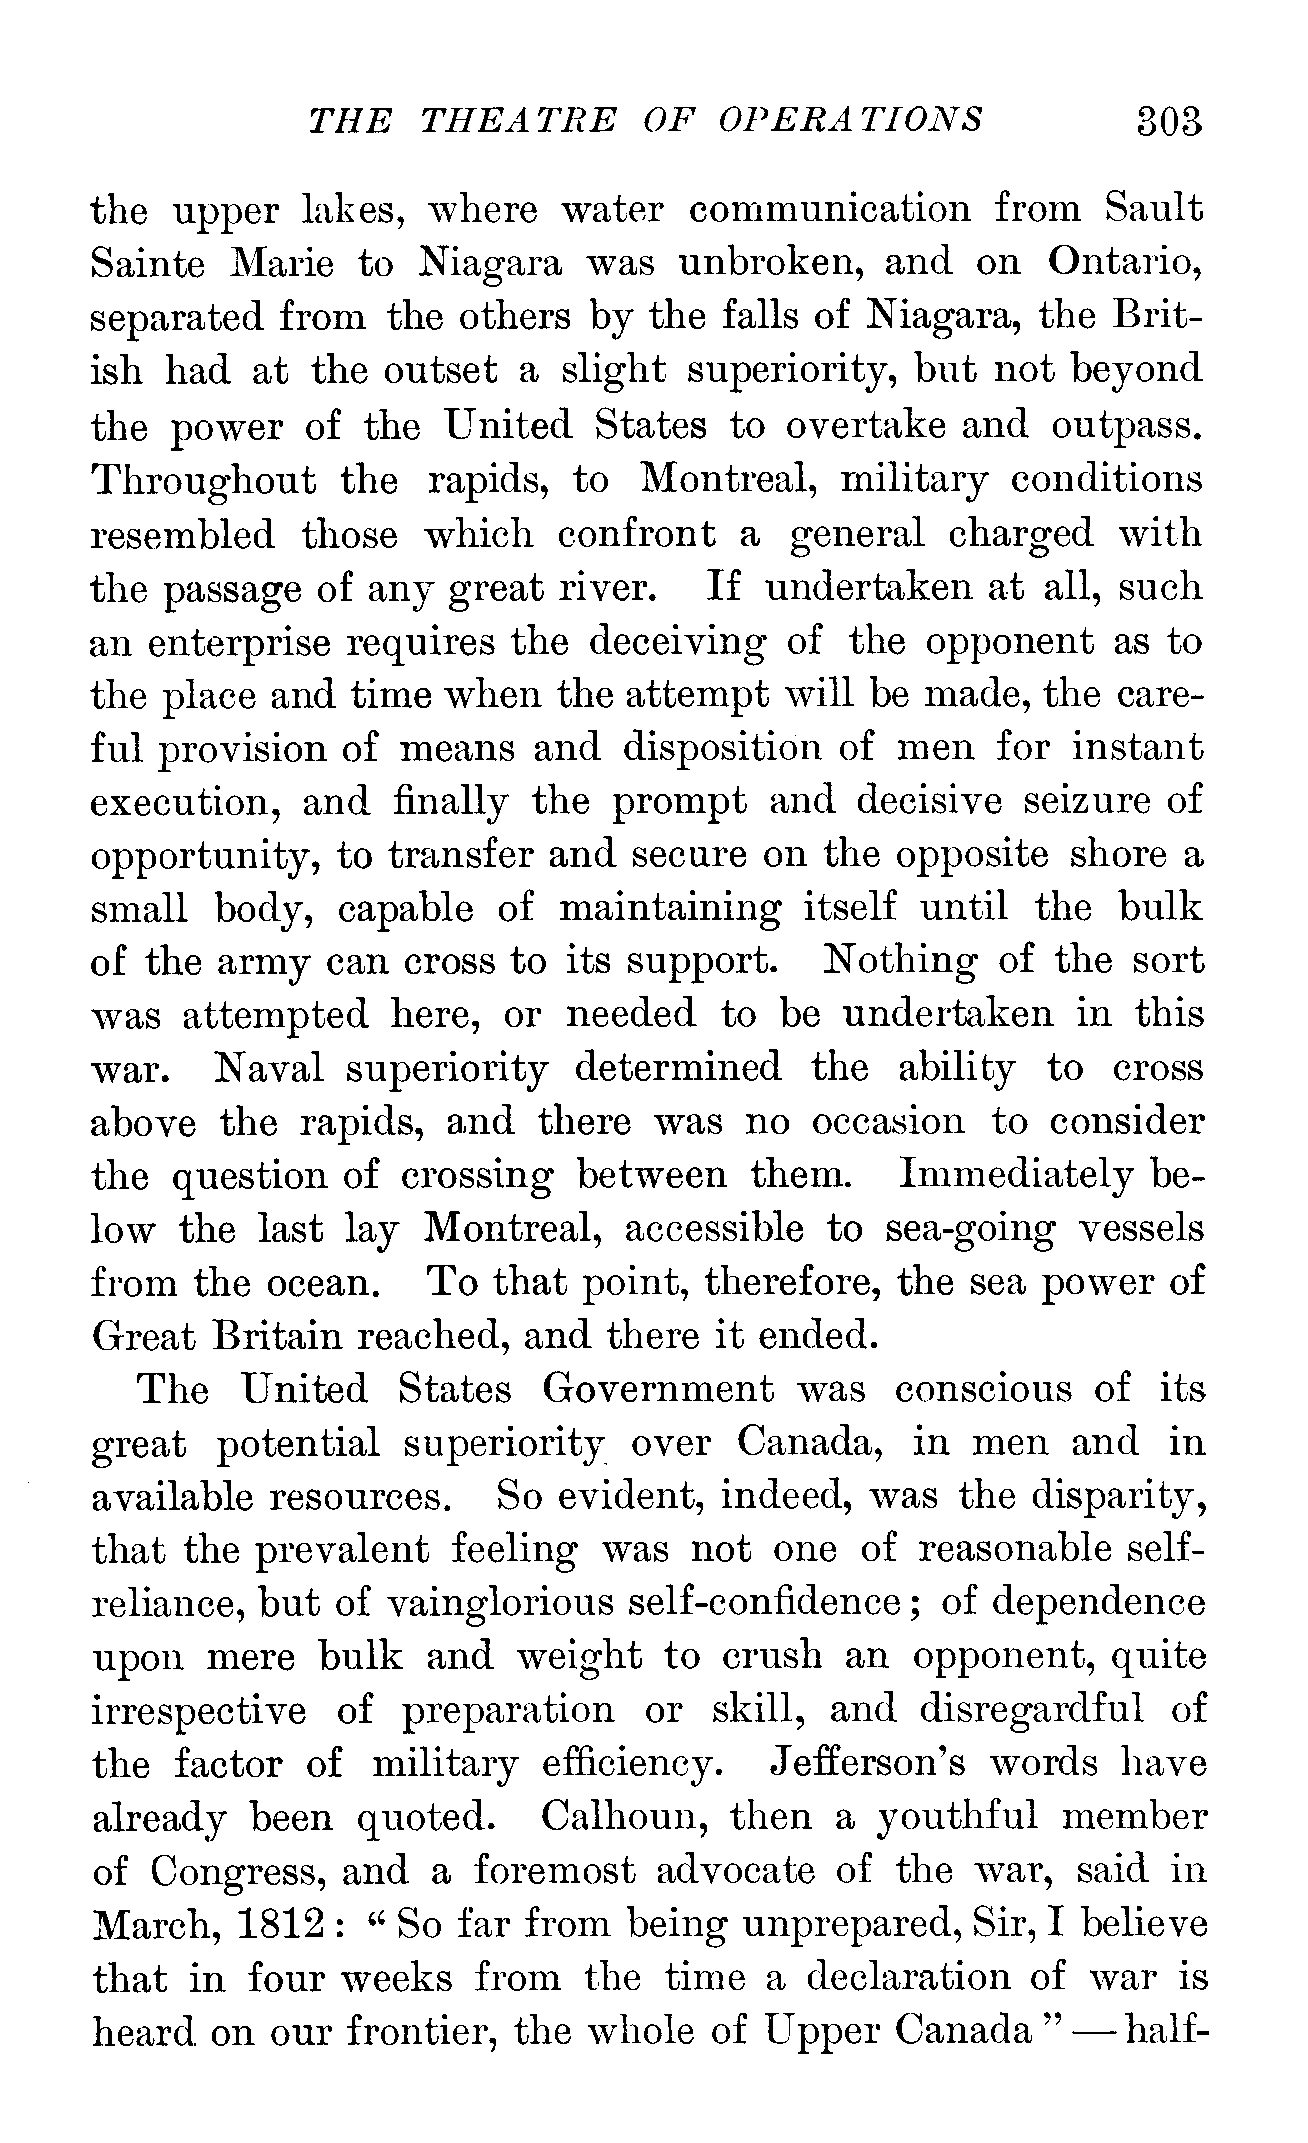 THE THEATRE OF OPERATIONS 303
the upper lakes, where water communication from Sault
Sainte Marie to Niagara was unbroken, and on Ontario,
separated from the others by the falls of Niagara, the Brit-
ish had at the outset a slight superiority, but not beyond
the power of the United States to overtake and outpass.
Throughout the rapids, to Montreal, military conditions
resembled those which confront a general charged with
the passage of any great river. If undertaken at all, such
an enterprise requires the deceiving of the opponent as to
the place and time when the attempt will be made, the care-
ful provision of means and disposition of men for instant
execution, and finally the prompt and decisive seizure of
opportunity, to transfer and secure on the opposite shore a
small body, capable of maintaining itself until the bulk
of the army can cross to its support. Nothing of the sort
was attempted here, or needed to be undertaken in this
war. Naval superiority determined the ability to cross
above the rapids, and there was no occasion to consider
the question of crossing between them. Immediately be-
low the last lay Montreal, accessible to sea-going vessels
from the ocean. To that point, therefore, the sea power of
Great Britain reached, and there it ended.
The United States Government was conscious of its
great potential superiority over Canada, in men and in
available resources. So evident, indeed, was the disparity,
that the prevalent feeling was not one of reasonable self-
reliance, but of vainglorious self-confidence; of dependence
upon mere bulk and weight to crush an opponent, quite
irrespective of preparation or skill, and disregardful of
the factor of military efficiency. Jefferson's words have
already been quoted. Calhoun, then a youthful member
of Congress, and a foremost advocate of the war, said in
March, 1812: "So far from being unprepared, Sir, I believe
that in four weeks from the time a declaration of war is
heard on our frontier, the whole of Upper Canada" — half-